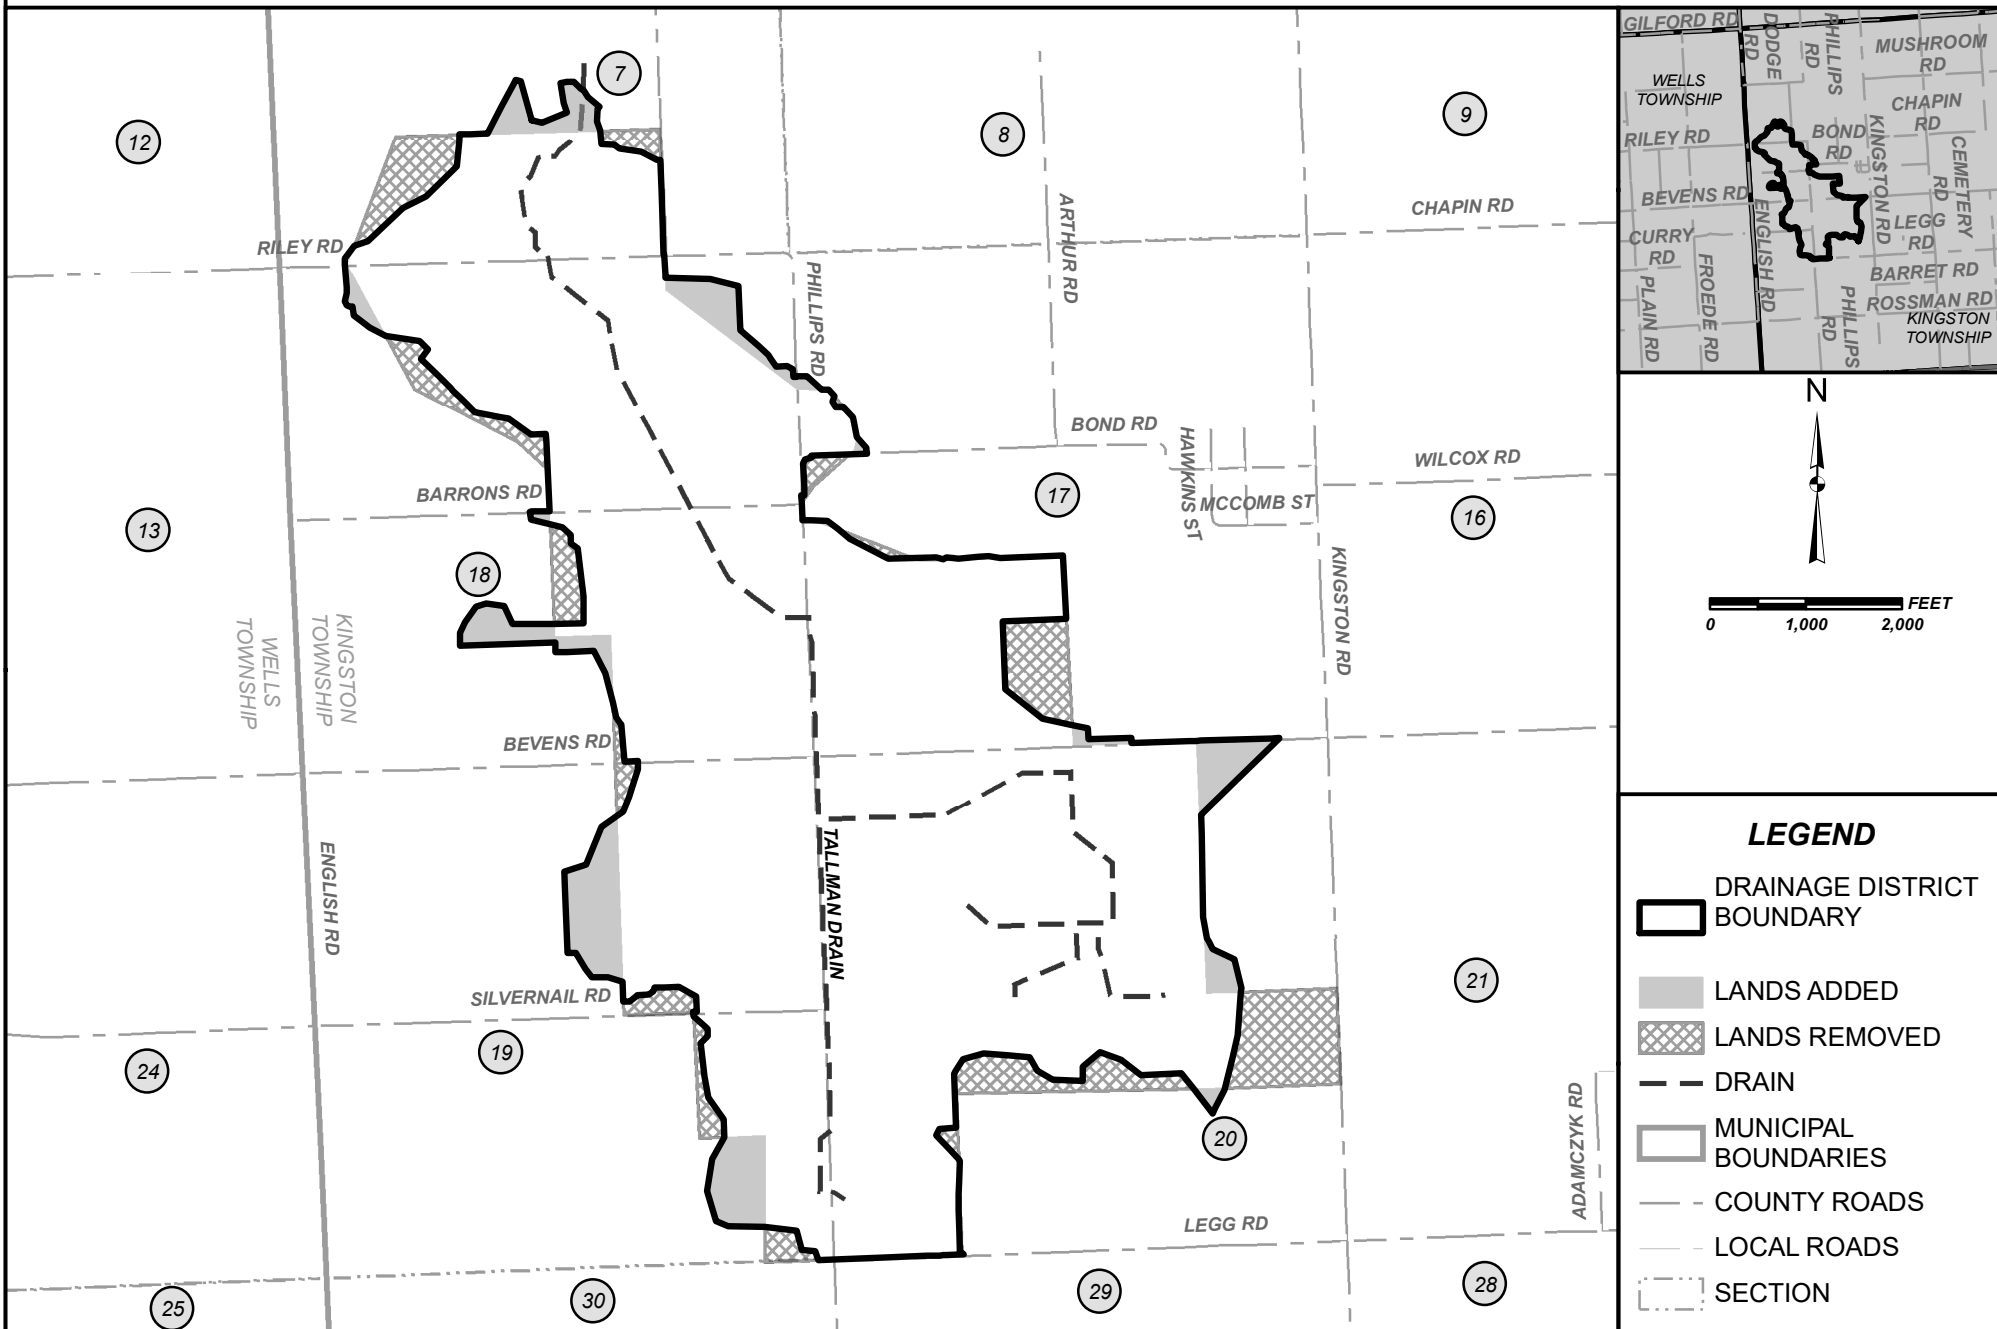 7
12
8
9
RILEY RD
CHAPIN RD
ARTHUR RD
PHILLIPS RD
BOND RD
HAWKINS ST
MCCOMB ST
WILCOX RD
BARRONS RD
17
16
13
18
KINGSTON RD
WELLS
TOWNSHIP
KINGSTON
TOWNSHIP
BEVENS RD
ENGLISH RD
TALLMAN DRAIN
SILVERNAIL RD
21
19
24
20
ADAMCZYK RD
LEGG RD
25
30
29
28
GILFORD RD
DODGE
RD
PHILLIPS
RD
MUSHROOM
RD
WELLS
TOWNSHIP
CHAPIN
RD
RILEY RD
BOND
RD
KINGSTON RD
CEMETERY
RD
BEVENS RD
ENGLISH RD
LEGG
RD
CURRY
RD
FROEDE RD
PLAIN RD
BARRET RD
PHILLIPS
RD
ROSSMAN RD
KINGSTON
TOWNSHIP
N
FEET
0 1,000 2,000
LEGEND
DRAINAGE DISTRICT
BOUNDARY
LANDS ADDED
LANDS REMOVED
DRAIN
MUNICIPAL
BOUNDARIES
COUNTY ROADS
LOCAL ROADS
SECTION